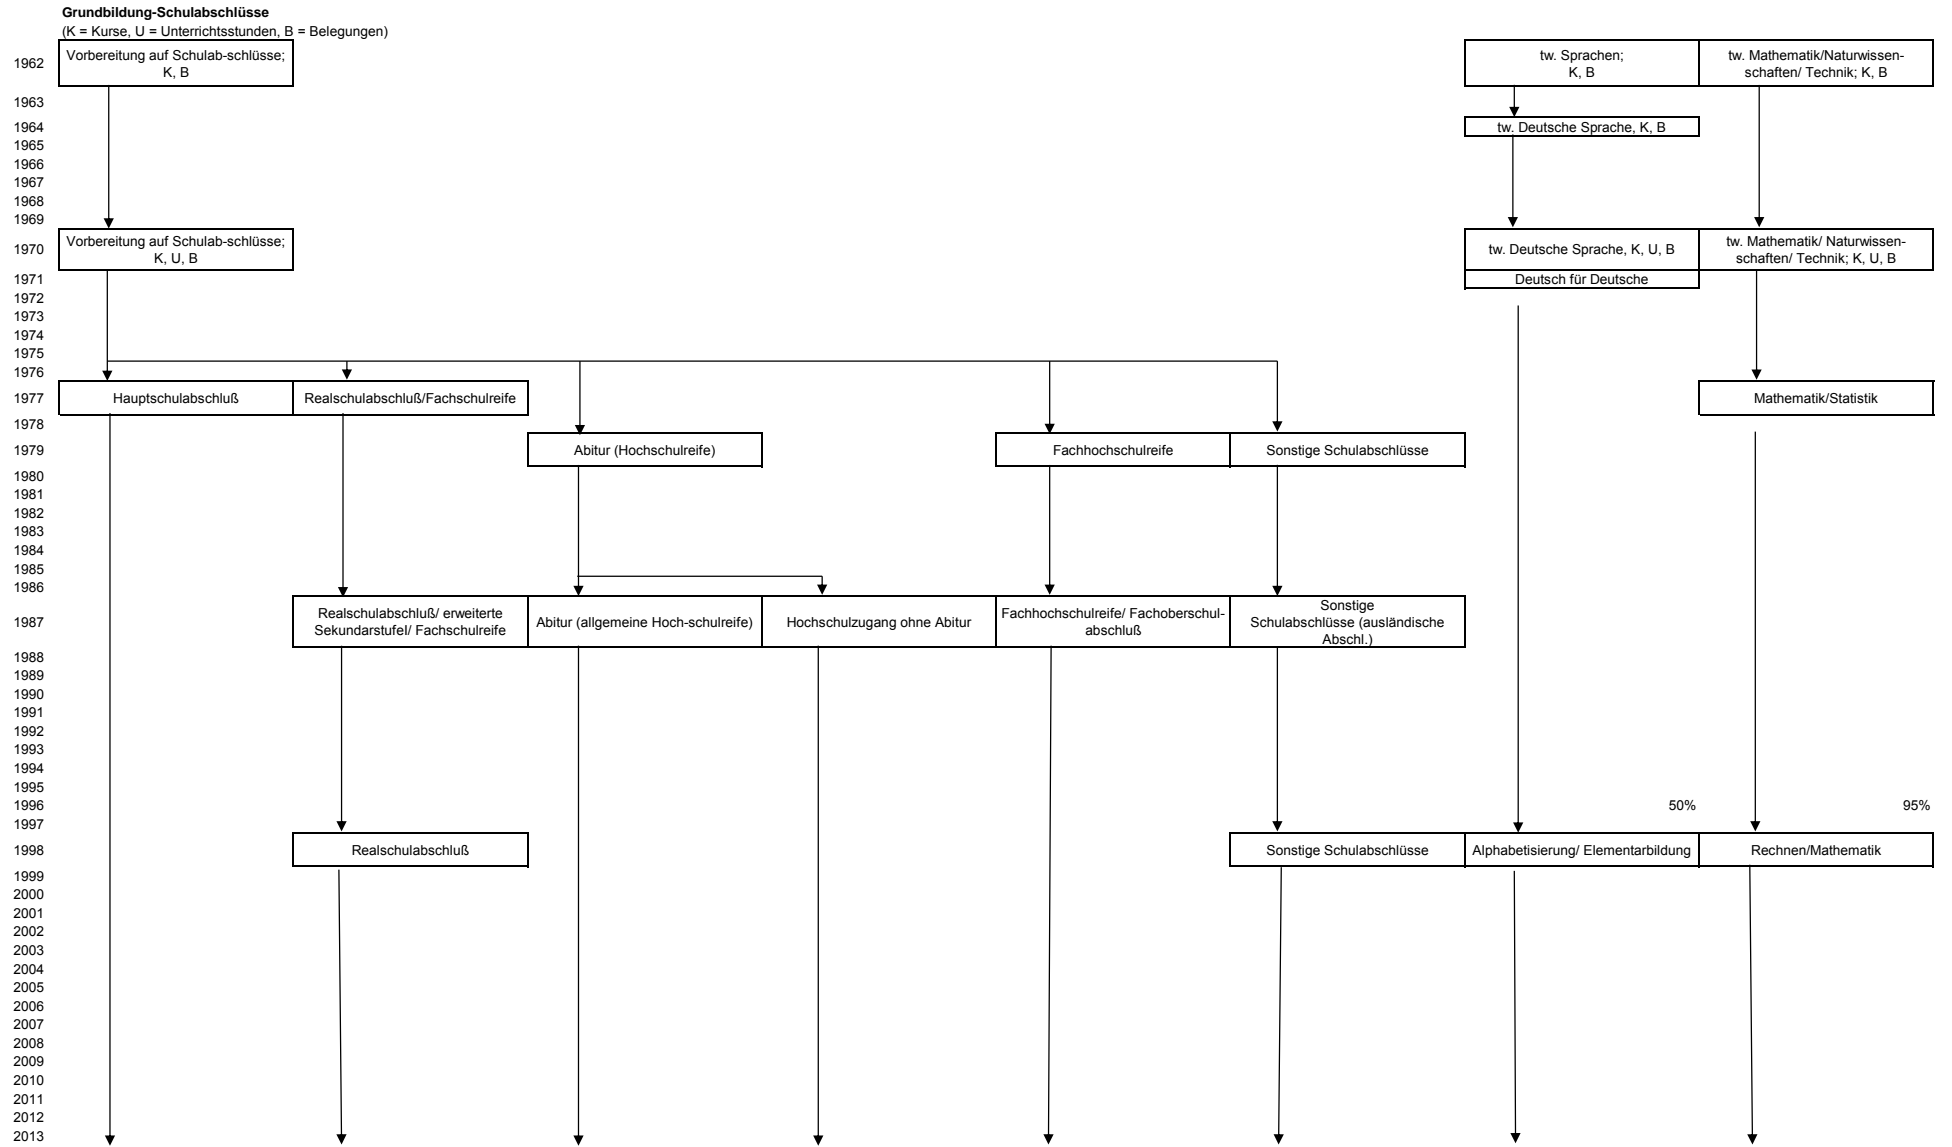 Grundbildung-Schulabschlüsse
(K = Kurse, U = Unterrichtsstunden, B = Belegungen)
1962
Vorbereitung auf Schulab-schlüsse;
K, B
tw. Sprachen;
K, B
tw. Mathematik/Naturwissen-
schaften/ Technik; K, B
1963
1964
tw. Deutsche Sprache, K, B
1965
1966
1967
1968
1969
1970
Vorbereitung auf Schulab-schlüsse;
K, U, B
tw. Deutsche Sprache, K, U, B
tw. Mathematik/ Naturwissen-
schaften/ Technik; K, U, B
1971
Deutsch für Deutsche
1972
1973
1974
1975
1976
1977
Hauptschulabschluß
Realschulabschluß/Fachschulreife
Mathematik/Statistik
1978
1979
Abitur (Hochschulreife)
Fachhochschulreife
Sonstige Schulabschlüsse
1980
1981
1982
1983
1984
1985
1986
1987
Realschulabschluß/ erweiterte
Sekundarstufel/ Fachschulreife
Abitur (allgemeine Hoch-schulreife)
Hochschulzugang ohne Abitur
Fachhochschulreife/ Fachoberschul-
abschluß
Sonstige
Schulabschlüsse (ausländische
Abschl.)
1988
1989
1990
1991
1992
1993
1994
1995
1996
50%
95%
1997
1998
Realschulabschluß
Sonstige Schulabschlüsse
Alphabetisierung/ Elementarbildung
Rechnen/Mathematik
1999
2000
2001
2002
2003
2004
2005
2006
2007
2008
2009
2010
2011
2012
2013